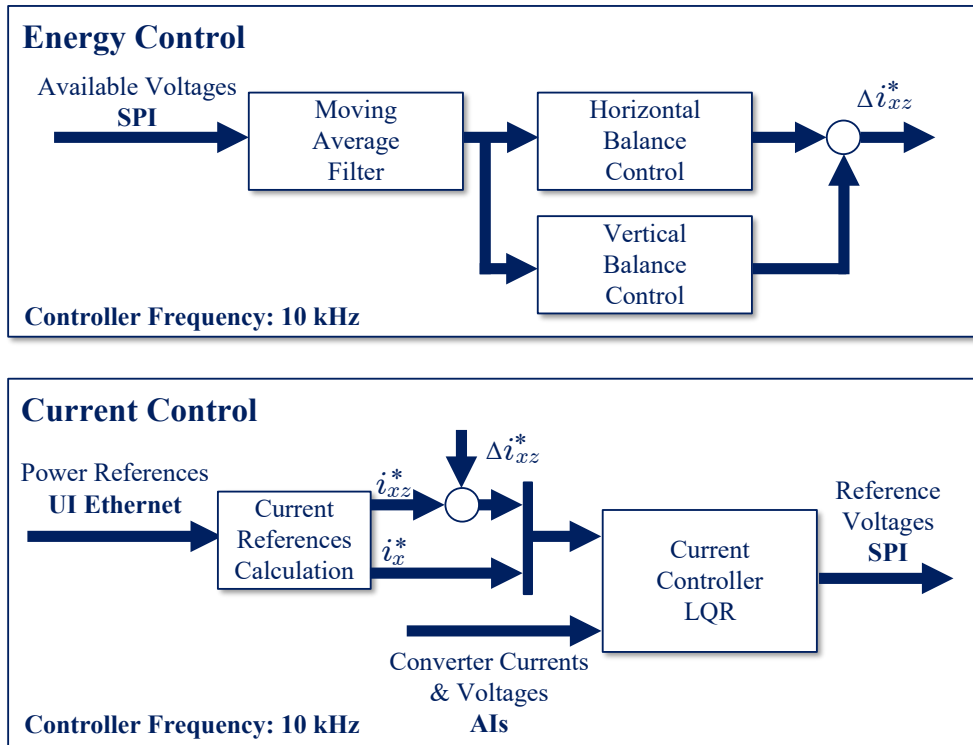 Energy Control
Available Voltages
SPI
Moving
Average
Filter
Horizontal
Balance
Control
Δi*xz
Vertical
Balance
Control
Controller Frequency: 10 kHz
Current Control
Power References
UI Ethernet
Current
References
Calculation
i*xz
i*x
Δi*xz
Current
Controller
LQR
Reference
Voltages
SPI
Converter Currents
& Voltages
AIs
Controller Frequency: 10 kHz